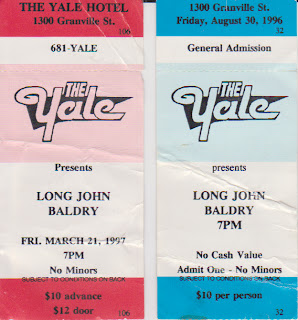 THE YALE HOTEL
1300 Granville St.
106
681-YALE
THE
Yale
Presents
LONG JOHN
BALDRY
FRI. MARCH 21, 1997
7PM
No Minors
SUBJECT TO CONDITIONS ON BACK
$10 advance
$12 door
106
1300 Granville St.
Friday, August 30, 1996
32
General Admission
THE
Yale
presents
LONG JOHN
BALDRY
7PM
No Cash Value
Admit One - No Minors
SUBJECT TO CONDITIONS ON BACK
$10 per person
32